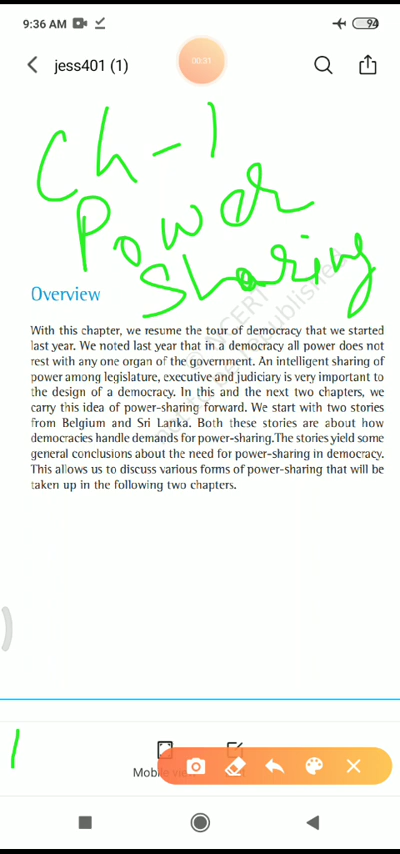 9:36 AM
94
jess401 (1)
00:31
Ch - 1
Power
Sharing
Overview
With this chapter, we resume the tour of democracy that we started
last year. We noted last year that in a democracy all power does not
rest with any one organ of the government. An intelligent sharing of
power among legislature, executive and judiciary is very important to
the design of a democracy. In this and the next two chapters, we
carry this idea of power-sharing forward. We start with two stories
from Belgium and Sri Lanka. Both these stories are about how
democracies handle demands for power-sharing.The stories yield some
general conclusions about the need for power-sharing in democracy.
This allows us to discuss various forms of power-sharing that will be
taken up in the following two chapters.
Mobile